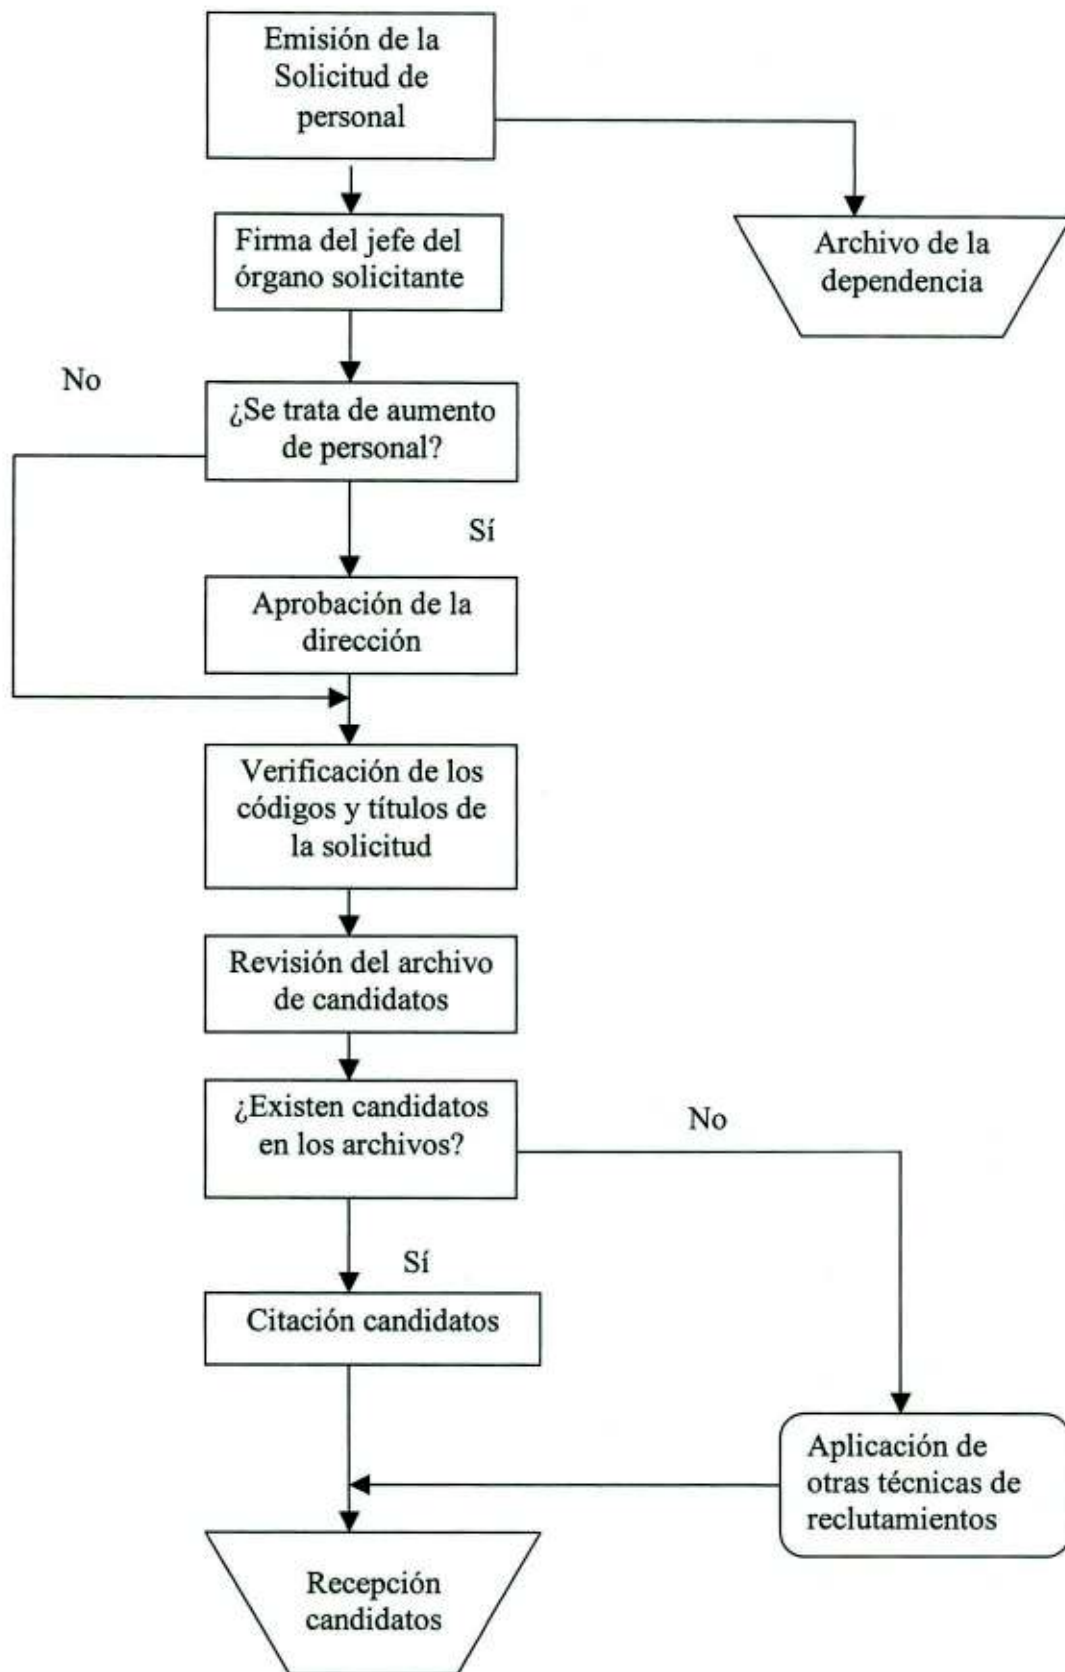 Emisión de la
Solicitud de
personal
Firma del jefe del
órgano solicitante
Archivo de la
dependencia
No
¿Se trata de aumento
de personal?
Sí
Aprobación de la
dirección
Verificación de los
códigos y títulos de
la solicitud
Revisión del archivo
de candidatos
¿Existen candidatos
en los archivos?
No
Sí
Citación candidatos
Aplicación de
otras técnicas de
reclutamientos
Recepción
candidatos